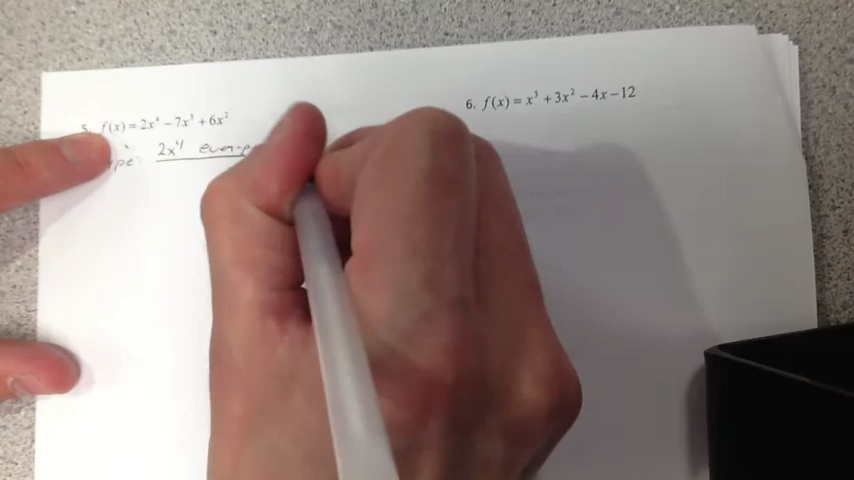 5. f(x) = 2x⁴ − 7x³ + 6x²
2x⁴ even-p
6. f(x) = x³ + 3x² − 4x − 12